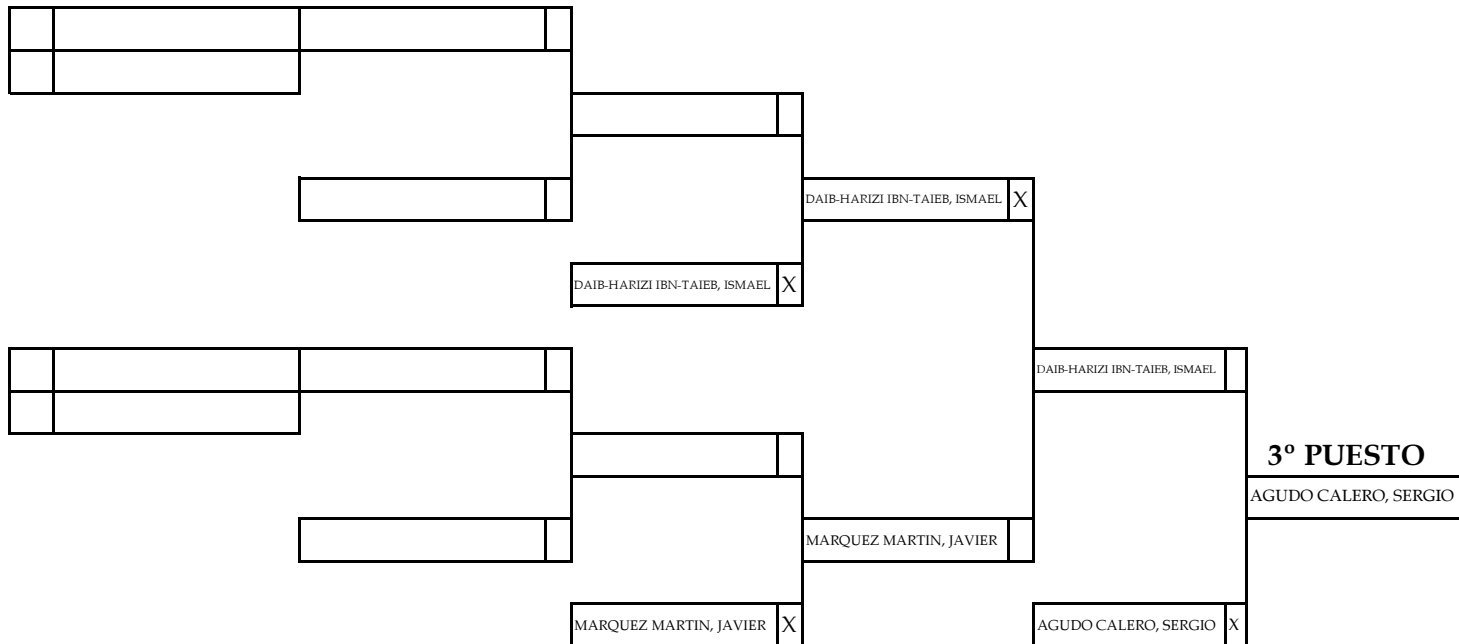 DAIB-HARIZI IBN-TAIEB, ISMAEL X
DAIB-HARIZI IBN-TAIEB, ISMAEL X
DAIB-HARIZI IBN-TAIEB, ISMAEL
3º PUESTO
AGUDO CALERO, SERGIO
MARQUEZ MARTIN, JAVIER
MARQUEZ MARTIN, JAVIER X
AGUDO CALERO, SERGIO X